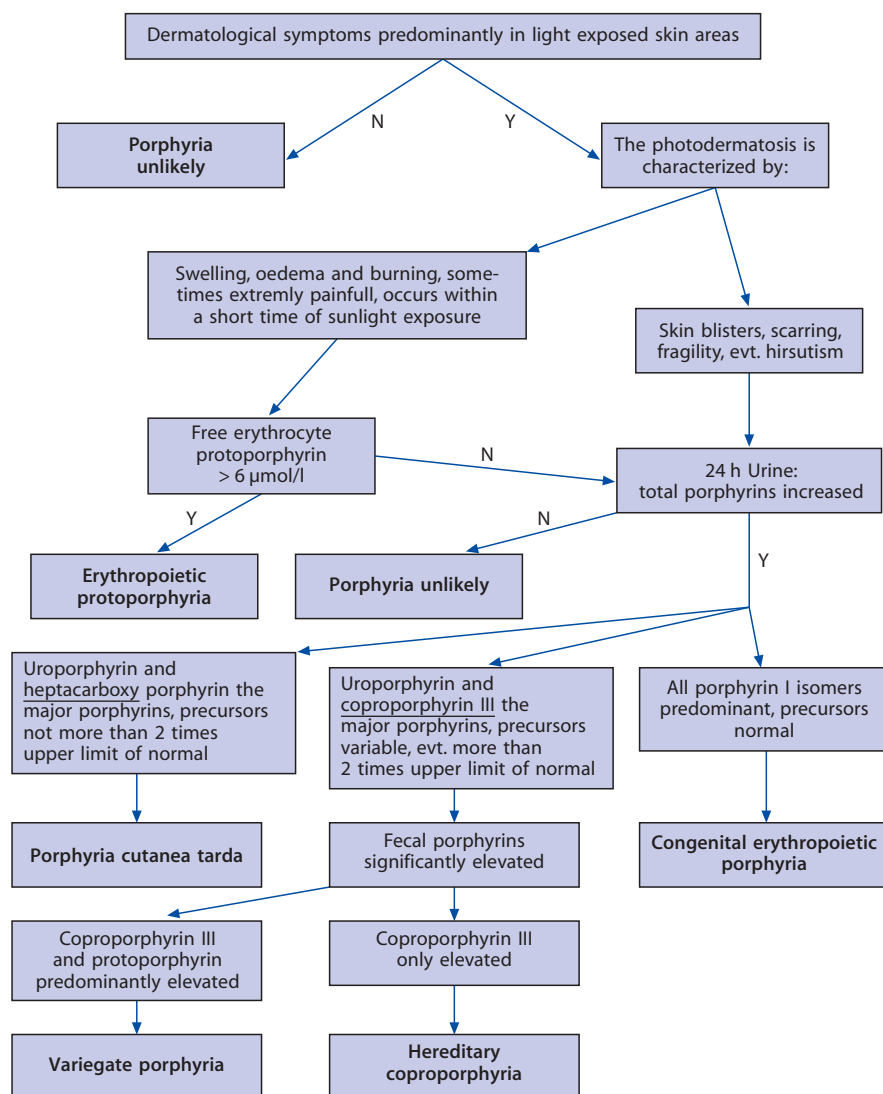 Dermatological symptoms predominantly in light exposed skin areas
N
Y
Porphyria
unlikely
The photodermatosis is
characterized by:
Swelling, oedema and burning, some-
times extremly painfull, occurs within
a short time of sunlight exposure
Skin blisters, scarring,
fragility, evt. hirsutism
Free erythrocyte
protoporphyrin
> 6 µmol/l
N
24 h Urine:
total porphyrins increased
Y
N
Y
Erythropoietic
protoporphyria
Porphyria unlikely
Uroporphyrin and
heptacarboxy porphyrin the
major porphyrins, precursors
not more than 2 times
upper limit of normal
Uroporphyrin and
coproporphyrin III the
major porphyrins, precursors
variable, evt. more than
2 times upper limit of normal
All porphyrin I isomers
predominant, precursors
normal
Porphyria cutanea tarda
Fecal porphyrins
significantly elevated
Congenital erythropoietic
porphyria
Coproporphyrin III
and protoporphyrin
predominantly elevated
Coproporphyrin III
only elevated
Variegate porphyria
Hereditary
coproporphyria